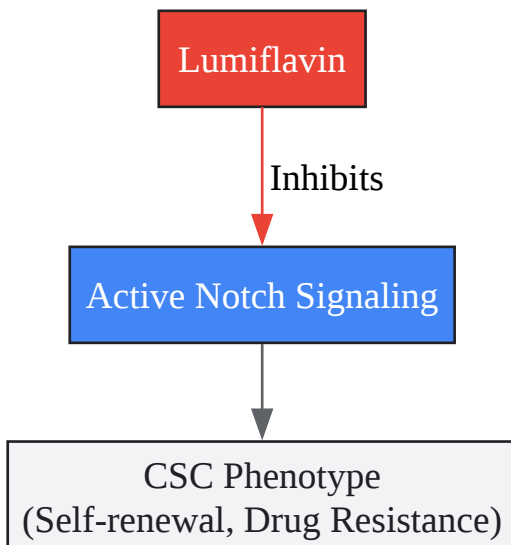 Lumiflavin
Inhibits
Active Notch Signaling
CSC Phenotype
(Self-renewal, Drug Resistance)